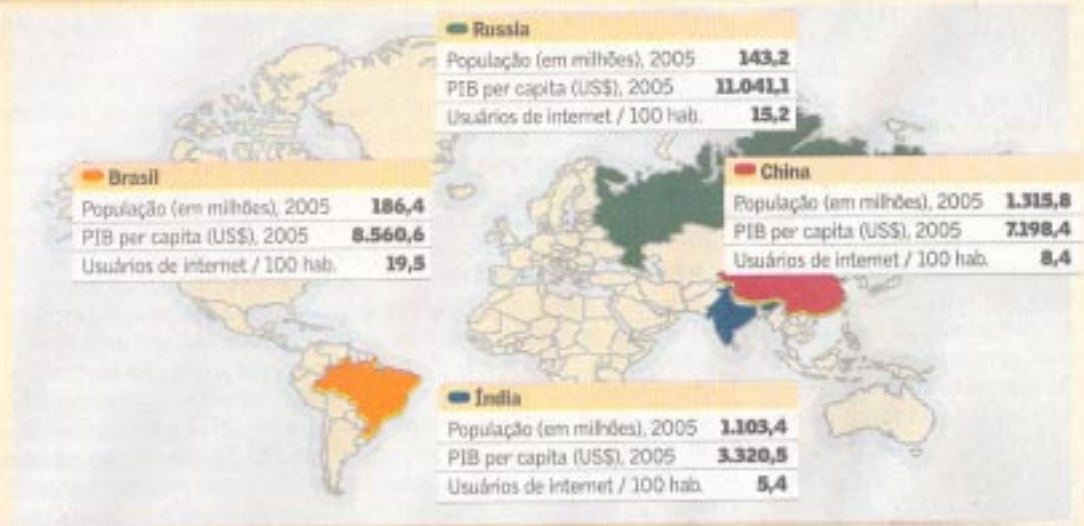 Russia
População (em milhões), 2005 143,2
PIB per capita (US$), 2005 11.041,1
Usuários de internet / 100 hab. 15,2
Brasil
População (em milhões), 2005 186,4
PIB per capita (US$), 2005 8.560,6
Usuários de internet / 100 hab. 19,5
China
População (em milhões), 2005 1.315,8
PIB per capita (US$), 2005 7.198,4
Usuários de internet / 100 hab. 8,4
Índia
População (em milhões), 2005 1.103,4
PIB per capita (US$), 2005 3.320,5
Usuários de internet / 100 hab. 5,4